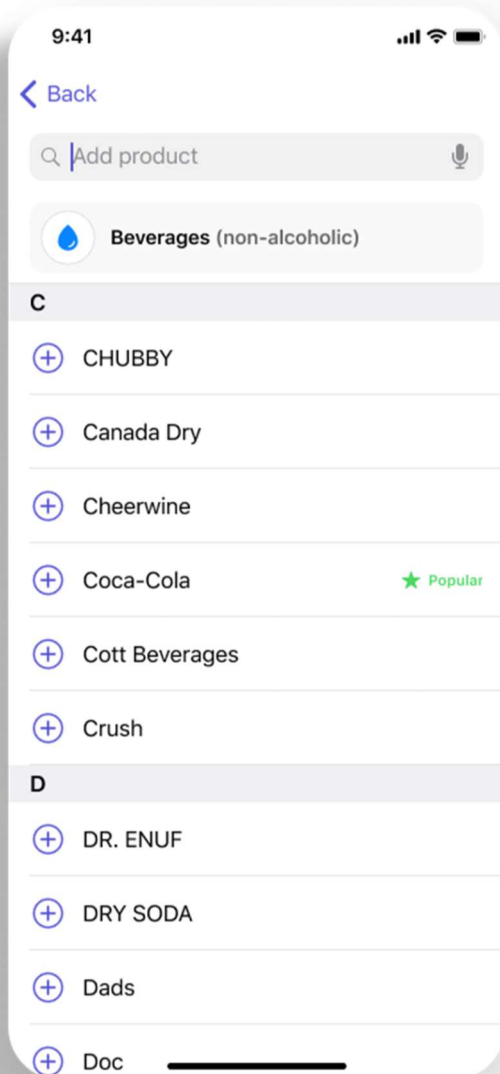 9:41
Back
Add product
Beverages (non-alcoholic)
C
CHUBBY
Canada Dry
Cheerwine
Coca-Cola Popular
Cott Beverages
Crush
D
DR. ENUF
DRY SODA
Dads
Doc